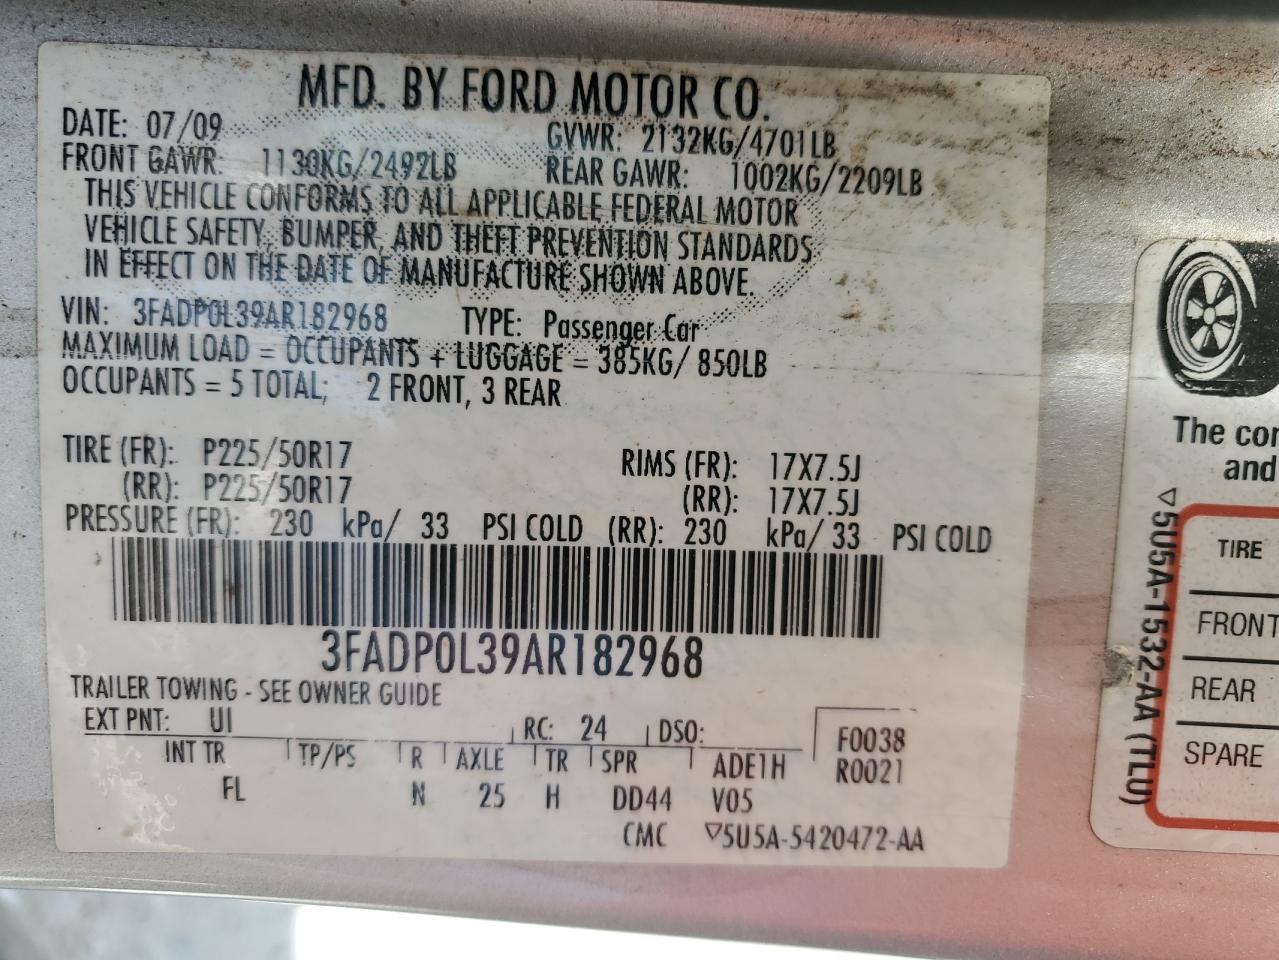 MFD. BY FORD MOTOR CO.
DATE: 07/09 GVWR: 2132KG/4701LB
FRONT GAWR: 1130KG/2492LB REAR GAWR: 1002KG/2209LB
THIS VEHICLE CONFORMS TO ALL APPLICABLE FEDERAL MOTOR
VEHICLE SAFETY, BUMPER, AND THEFT PREVENTION STANDARDS
IN EFFECT ON THE DATE OF MANUFACTURE SHOWN ABOVE.
VIN: 3FADP0L39AR182968 TYPE: Passenger Car
MAXIMUM LOAD = OCCUPANTS + LUGGAGE = 385KG/ 850LB
OCCUPANTS = 5 TOTAL; 2 FRONT, 3 REAR
TIRE (FR): P225/50R17 RIMS (FR): 17X7.5J
(RR): P225/50R17 (RR): 17X7.5J
PRESSURE (FR): 230 kPa/ 33 PSI COLD (RR): 230 kPa/ 33 PSI COLD
3FADP0L39AR182968
TRAILER TOWING - SEE OWNER GUIDE
EXT PNT: UI RC: 24 DSO: F0038
INT TR TP/PS R AXLE TR SPR ADE1H R0021
FL N 25 H DD44 V05
CMC ▽5U5A-5420472-AA
The con
and
TIRE
FRONT
REAR
SPARE
▽5U5A-1532-AA (TLU)